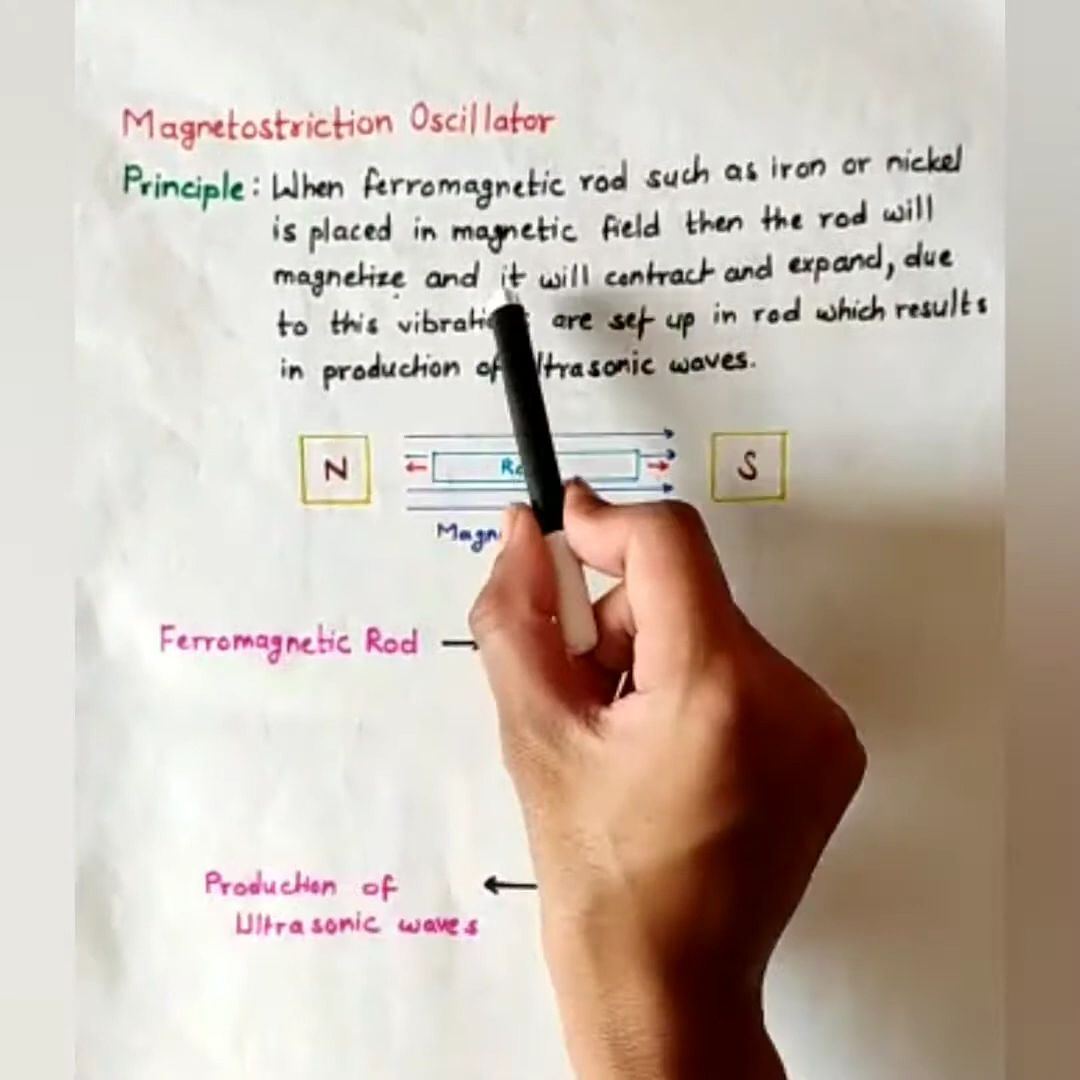 Magnetostriction Oscillator
Principle: When ferromagnetic rod such as iron or nickel
is placed in magnetic field then the rod will
magnetize and it will contract and expand, due
to this are set up in rod which results
in production of waves.
N
S
Ferromagnetic Rod
Production of
Ultrasonic waves